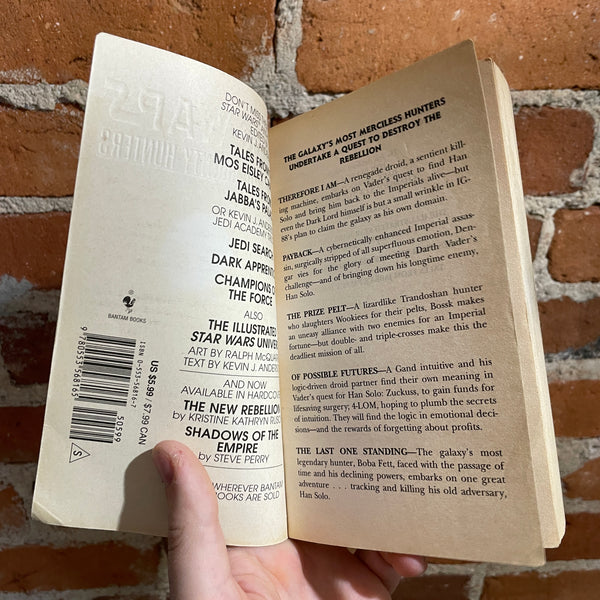 DON'T MISS
STAR WARS
KEVIN J.
TALES FROM
MOS EISLEY
TALES FROM
JABBA'S
OR KEVIN J.
JEDI ACADEMY
JEDI SEARCH
DARK
CHAMPIONS
THE FORCE
ALSO
THE ILLUSTRATED
STAR WARS
ART BY RALPH
TEXT BY KEVIN J.
AND NOW
AVAILABLE IN
THE NEW REBELLION
by KRISTINE KATHRYN
SHADOWS OF THE
EMPIRE
by STEVE PERRY
WHEREVER BANTAM
BOOKS ARE SOLD
BANTAM BOOKS
US $5.99 / $7.99 CAN
ISBN 0-553-56816-7
9 780553 568165
50599
S
THE GALAXY'S MOST MERCILESS HUNTERS
UNDERTAKE A QUEST TO DESTROY THE
REBELLION
THEREFORE I AM—A renegade droid, a sentient kill-
ing machine, embarks on Vader's quest to find Han
Solo and bring him back to the Imperials alive—but
even the Dark Lord himself is but a small wrinkle in IG-
88's plan to claim the galaxy as his own domain.
PAYBACK—A cybernetically enhanced Imperial assas-
sin, surgically stripped of all superfluous emotion, Den-
gar vies for the glory of meeting Darth Vader's
challenge—and of bringing down his longtime enemy,
Han Solo.
THE PRIZE PELT—A lizardlike Trandoshan hunter
who slaughters Wookiees for their pelts, Bossk makes
an uneasy alliance with two enemies for an Imperial
fortune—but double- and triple-crosses make this the
deadliest mission of all.
OF POSSIBLE FUTURES—A Gand intuitive and his
logic-driven droid partner find their own meaning in
Vader's quest for Han Solo: Zuckuss, to gain funds for
lifesaving surgery; 4-LOM, hoping to plumb the secrets
of intuition. They will find the logic in emotional deci-
sions—and the rewards of forgetting about profits.
THE LAST ONE STANDING—The galaxy's most
legendary hunter, Boba Fett, faced with the passage of
time and his declining powers, embarks on one great
adventure . . . tracking and killing his old adversary,
Han Solo.